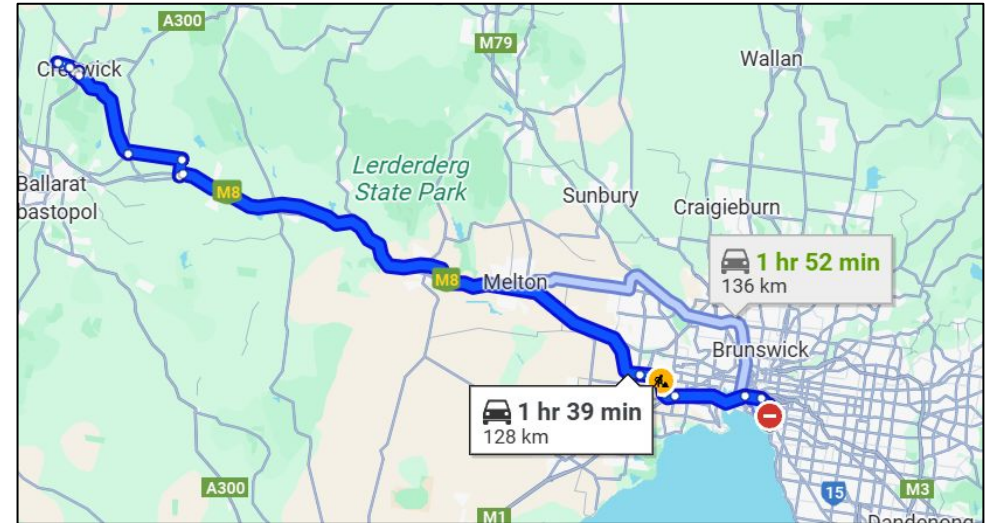 A300
M79
Wallan
Creswick
Lerderderg
State Park
Ballarat
bastopol
M8
Sunbury
Craigieburn
1 hr 52 min
136 km
M8
Melton
Brunswick
1 hr 39 min
128 km
A300
15
M3
M1
Dandenong